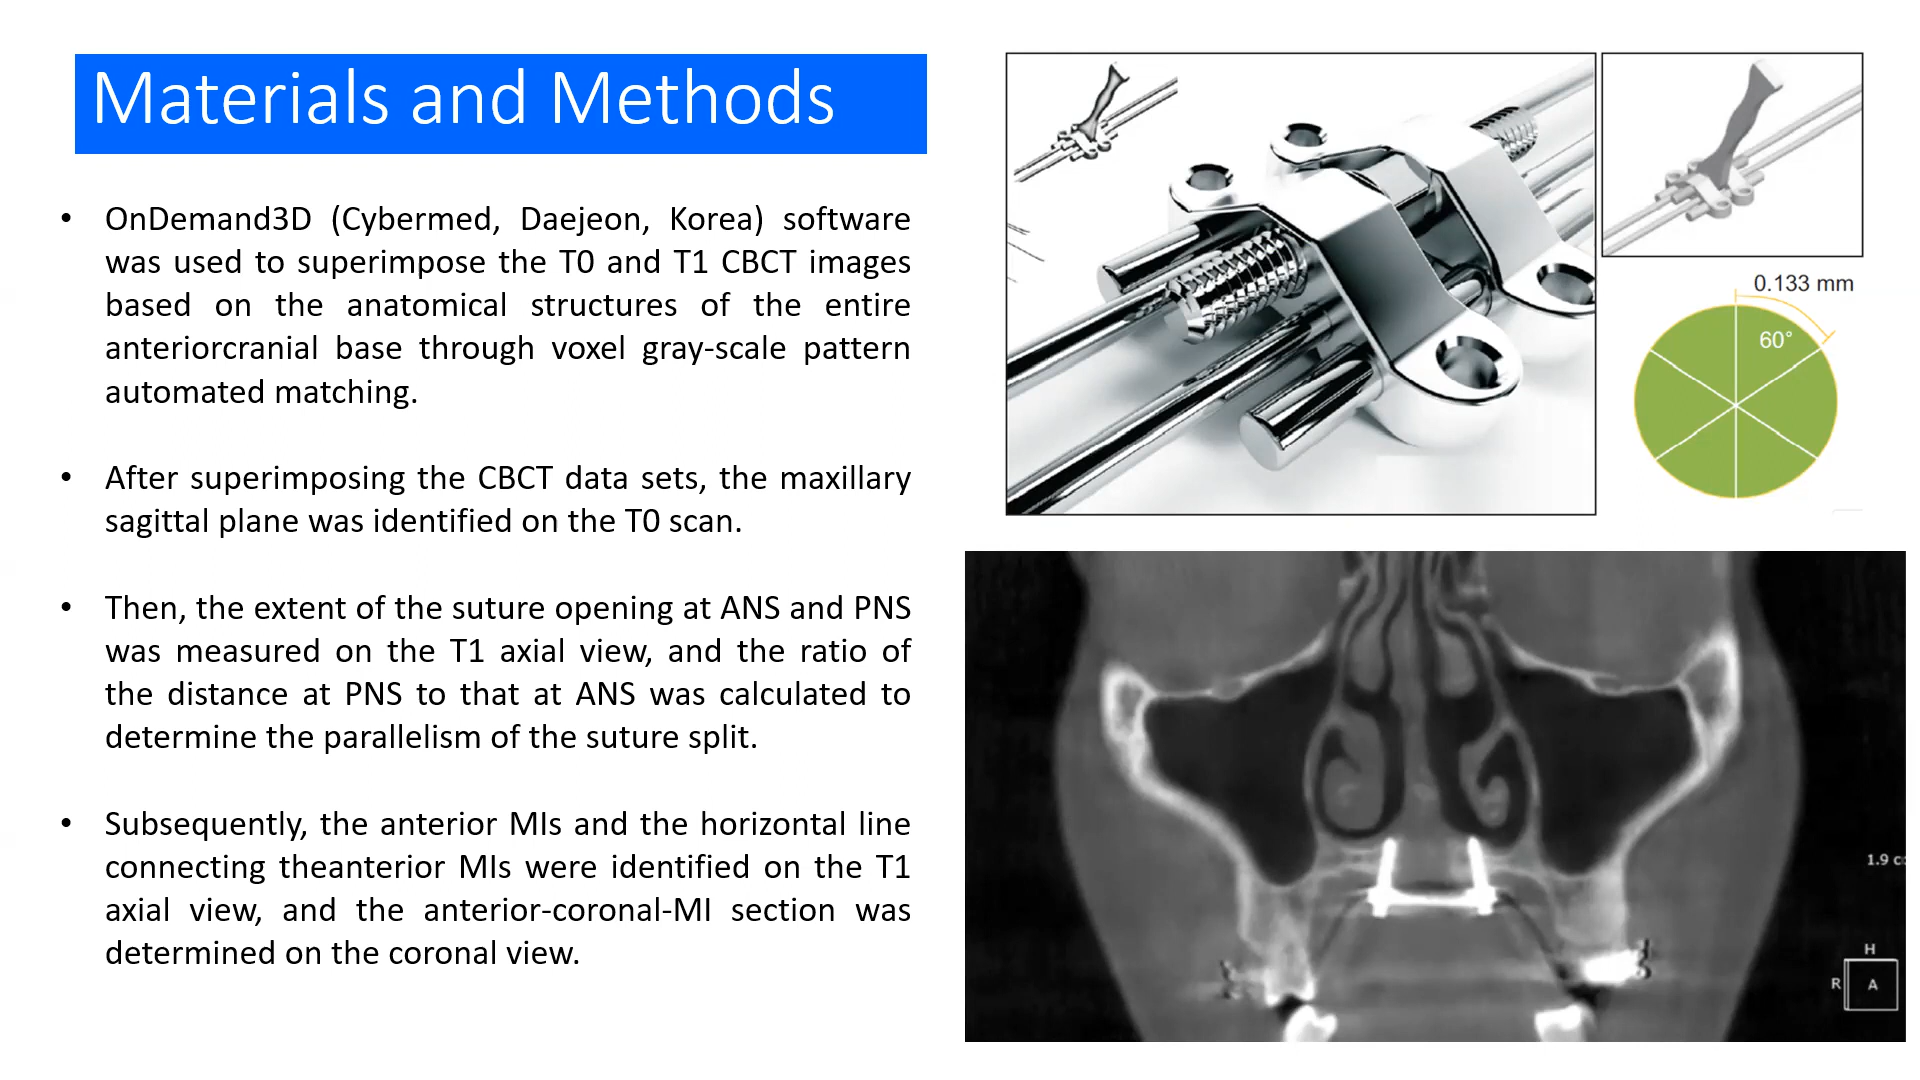 Materials and Methods
• OnDemand3D (Cybermed, Daejeon, Korea) software
was used to superimpose the T0 and T1 CBCT images
based on the anatomical structures of the entire
anteriorcranial base through voxel gray-scale pattern
automated matching.
• After superimposing the CBCT data sets, the maxillary
sagittal plane was identified on the T0 scan.
• Then, the extent of the suture opening at ANS and PNS
was measured on the T1 axial view, and the ratio of
the distance at PNS to that at ANS was calculated to
determine the parallelism of the suture split.
• Subsequently, the anterior MIs and the horizontal line
connecting theanterior MIs were identified on the T1
axial view, and the anterior-coronal-MI section was
determined on the coronal view.
0.133 mm
60°
1.9
H
R
A